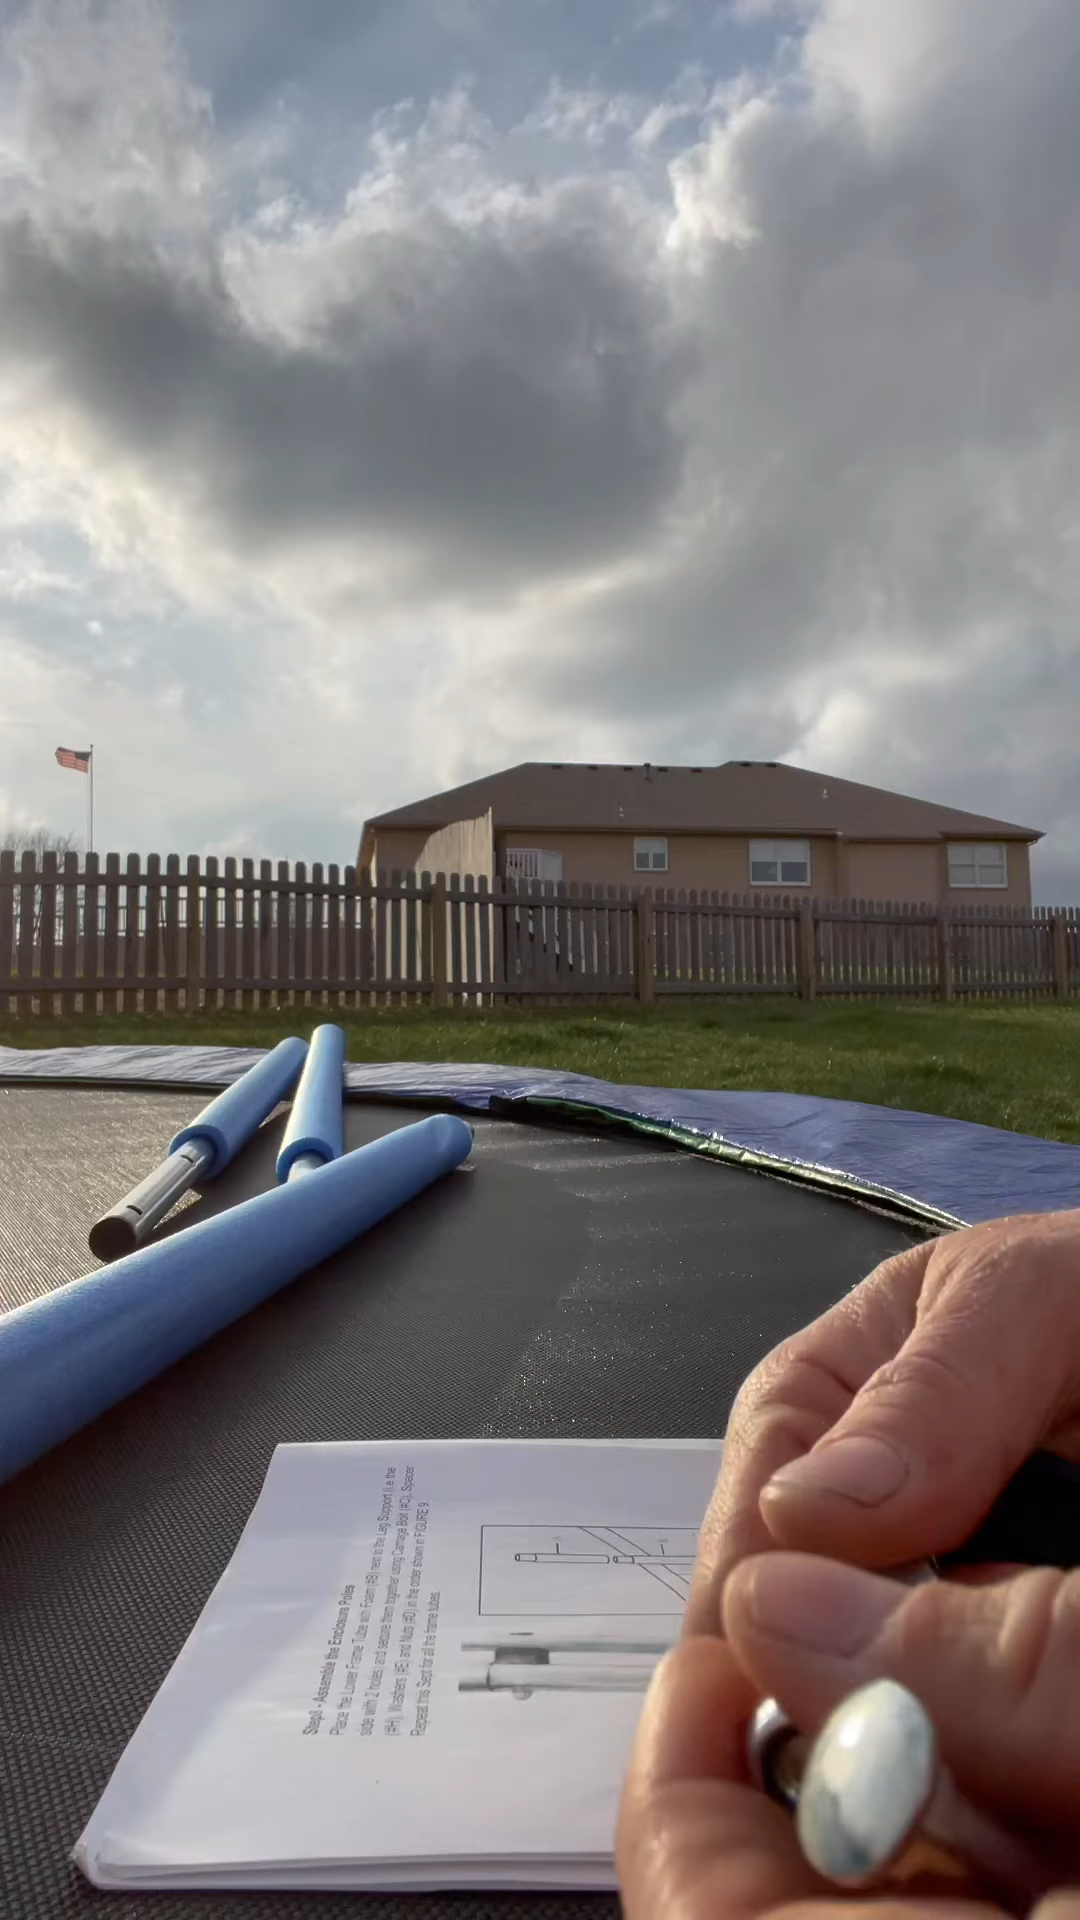 Step1 - Assemble the Enclosure Poles
Place the Lower Frame Tube with Foam (#B) next to the Leg Support (i.e the
side with 2 holes, and secure them together using Carriage Bolt (#C), Spacer
(#H), Washers (#E) and Nuts (#D) in the order shown in FIGURE 9.
Repeat this Sept for all the frame tubes.